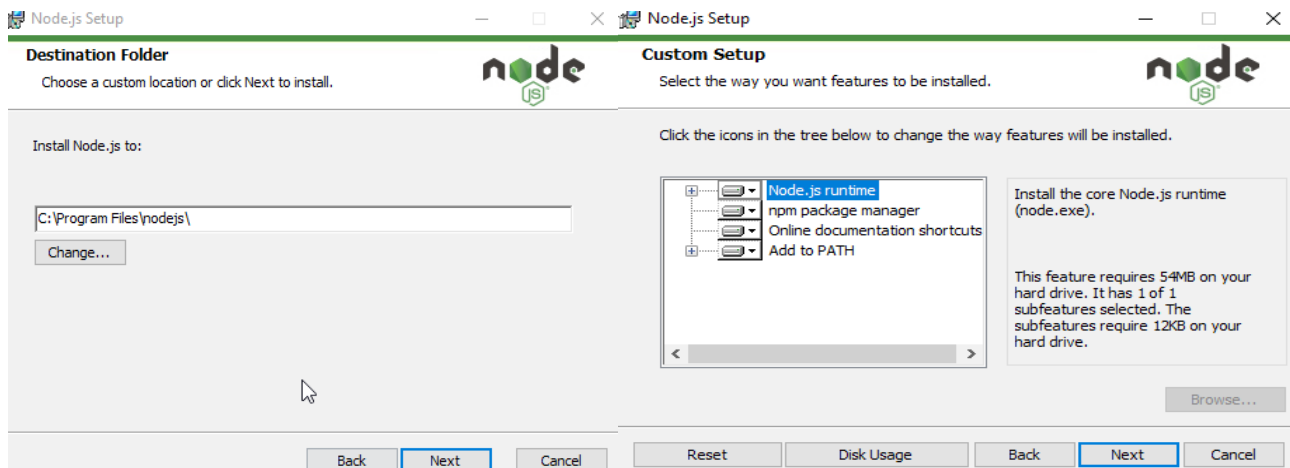 Node.js Setup
Destination Folder
Choose a custom location or click Next to install.
node
JS
Install Node.js to:
C:\Program Files\nodejs\
Change...
Back
Next
Cancel
Node.js Setup
Custom Setup
Select the way you want features to be installed.
node
JS
Click the icons in the tree below to change the way features will be installed.
Node.js runtime
npm package manager
Online documentation shortcuts
Add to PATH
Install the core Node.js runtime
(node.exe).
This feature requires 54MB on your
hard drive. It has 1 of 1
subfeatures selected. The
subfeatures require 12KB on your
hard drive.
Browse...
Reset
Disk Usage
Back
Next
Cancel